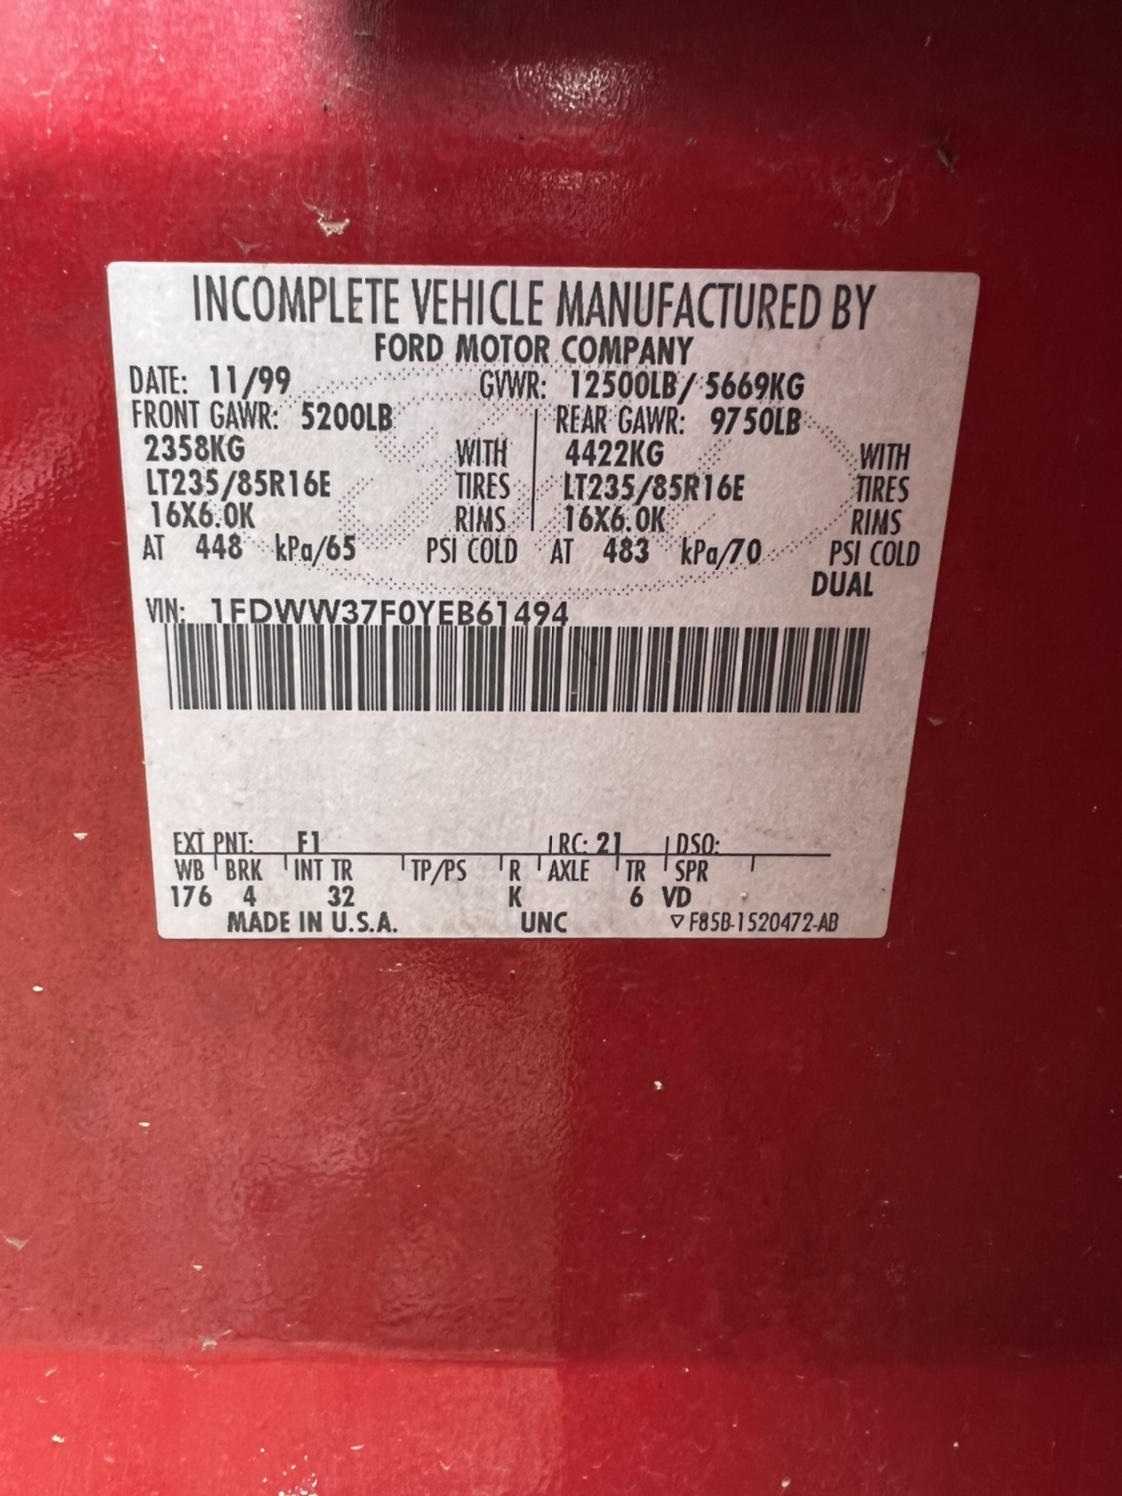 INCOMPLETE VEHICLE MANUFACTURED BY
FORD MOTOR COMPANY
DATE: 11/99 GVWR: 12500LB/ 5669KG
FRONT GAWR: 5200LB REAR GAWR: 9750LB
2358KG WITH 4422KG WITH
LT235/85R16E TIRES LT235/85R16E TIRES
16X6.0K RIMS 16X6.0K RIMS
AT 448 kPa/65 PSI COLD AT 483 kPa/70 PSI COLD
DUAL
VIN: 1FDWW37F0YEB61494
EXT PNT: F1 RC: 21 DSO:
WB BRK INT TR TP/PS R AXLE TR SPR
176 4 32 K 6 VD
MADE IN U.S.A. UNC ▽ F85B-1520472-AB